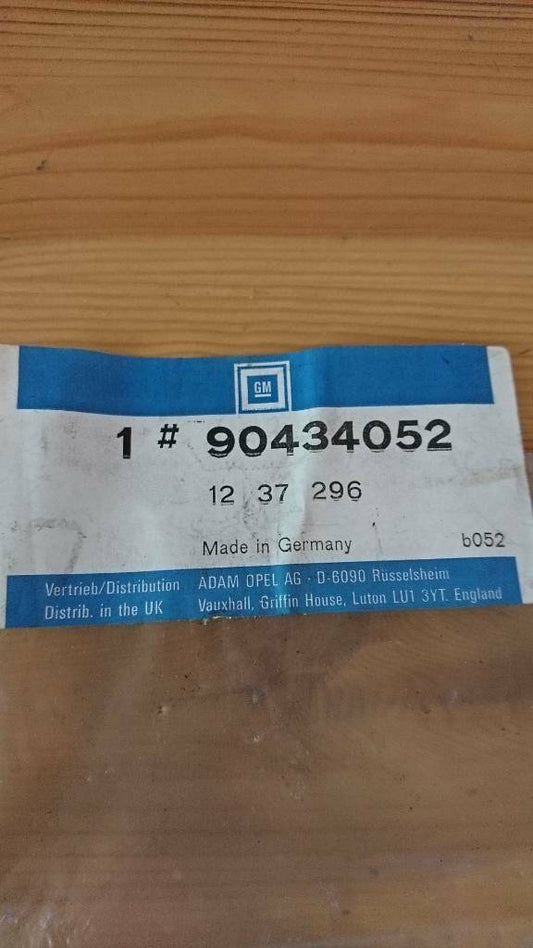 GM
1 # 90434052
12 37 296
Made in Germany b052
Vertrieb/Distribution ADAM OPEL AG · D-6090 Rüsselsheim
Distrib. in the UK Vauxhall, Griffin House, Luton LU1 3YT. England